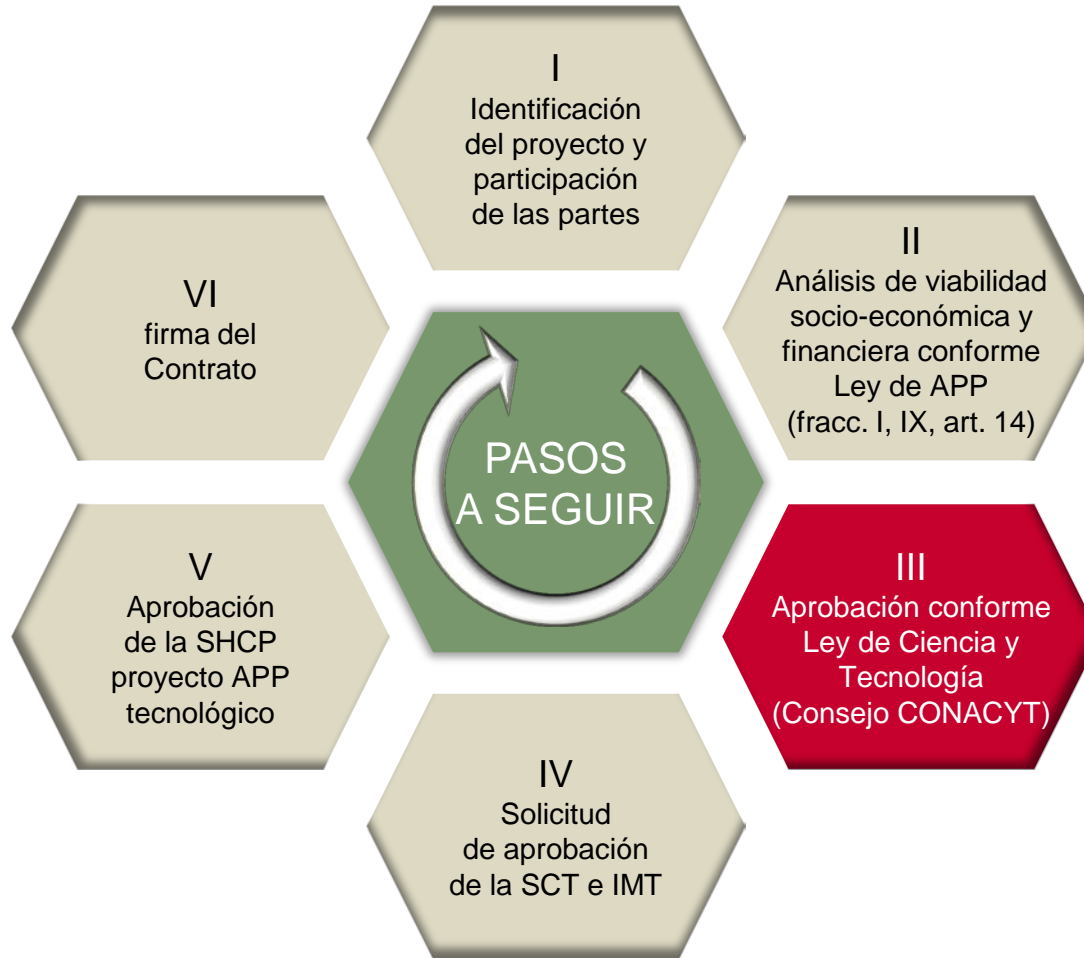 I
Identificación
del proyecto y
participación
de las partes
II
Análisis de viabilidad
socio-económica y
financiera conforme
Ley de APP
(fracc. I, IX, art. 14)
III
Aprobación conforme
Ley de Ciencia y
Tecnología
(Consejo CONACYT)
IV
Solicitud
de aprobación
de la SCT e IMT
V
Aprobación
de la SHCP
proyecto APP
tecnológico
VI
firma del
Contrato
PASOS
A SEGUIR